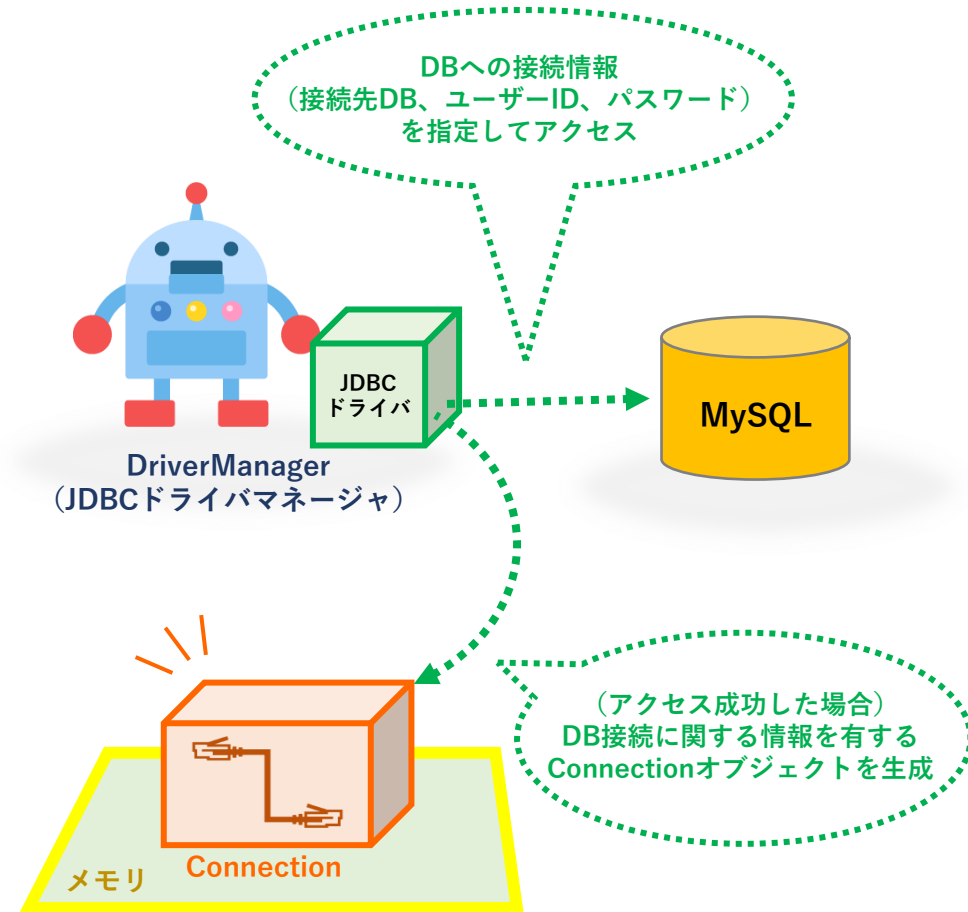 DBへの接続情報
（接続先DB、ユーザーID、パスワード）
を指定してアクセス
JDBC
ドライバ
MySQL
DriverManager
（JDBCドライバマネージャ）
（アクセス成功した場合）
DB接続に関する情報を有する
Connectionオブジェクトを生成
Connection
メモリ